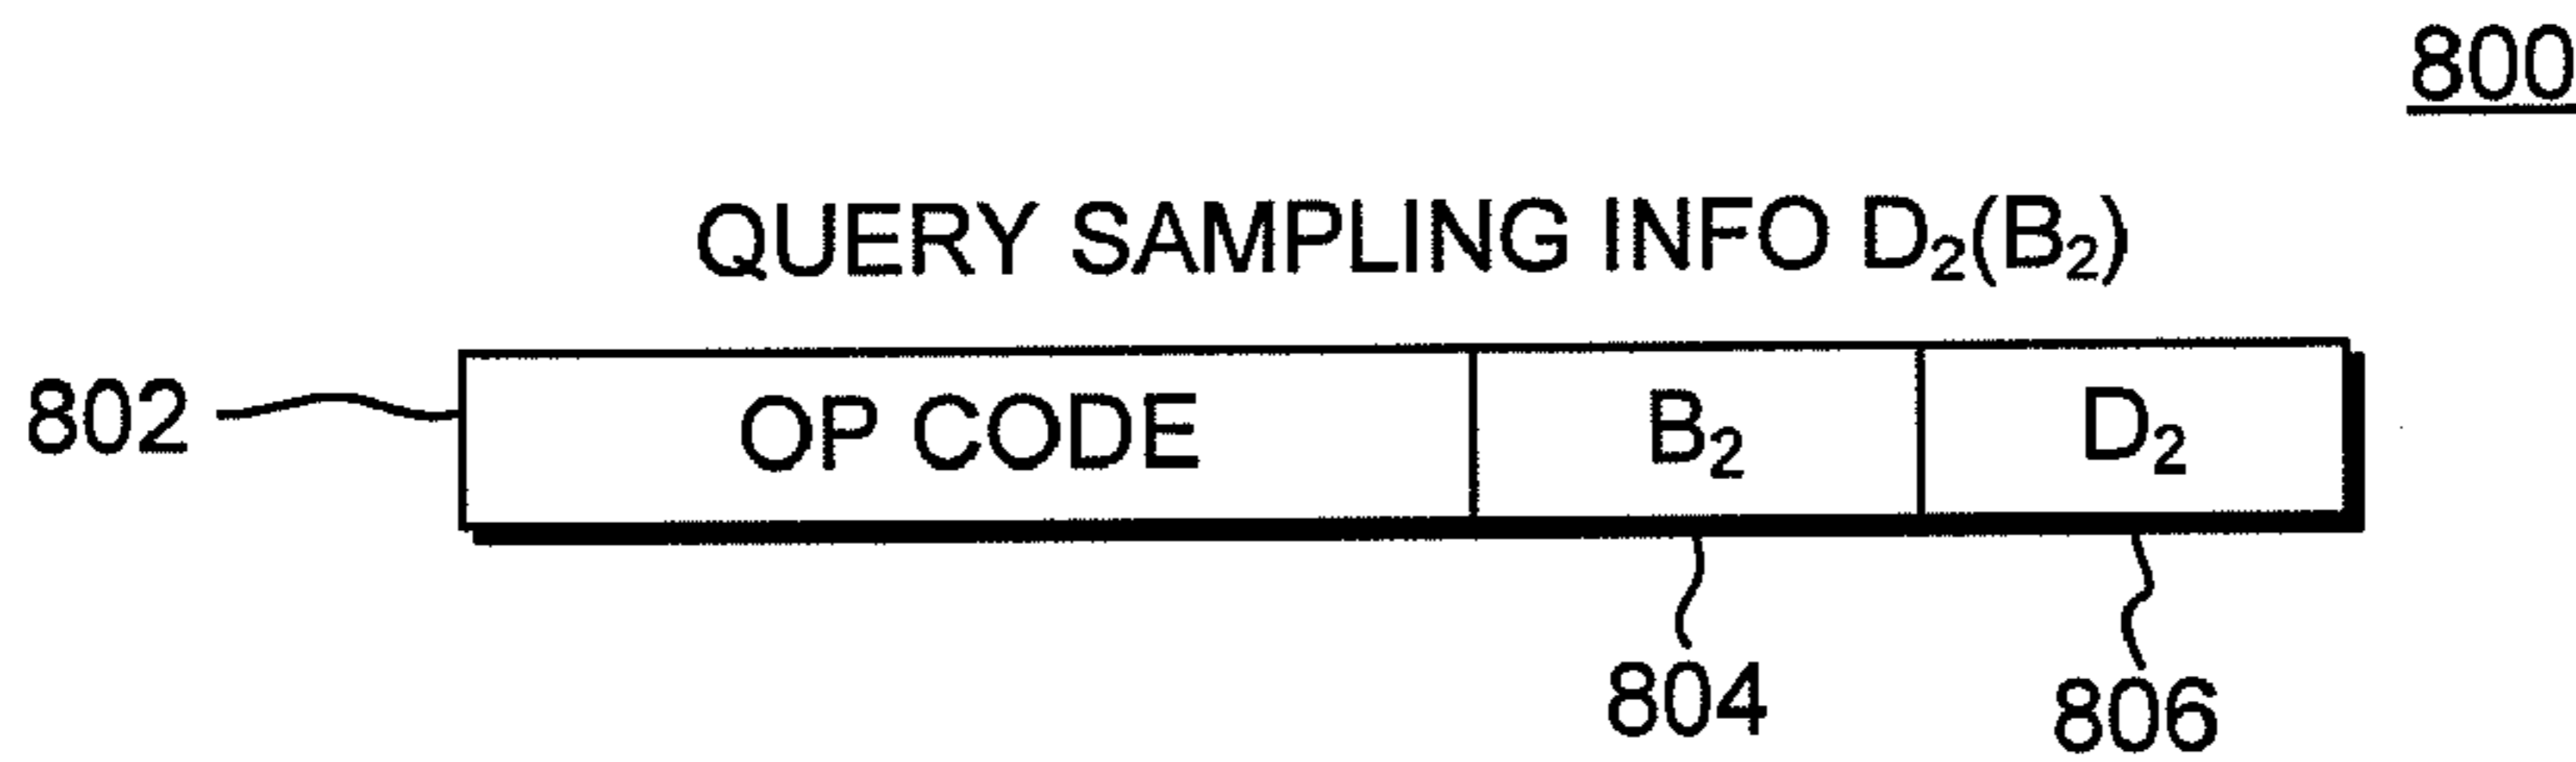 800
QUERY SAMPLING INFO D₂(B₂)
802 OP CODE B₂ D₂
804 806